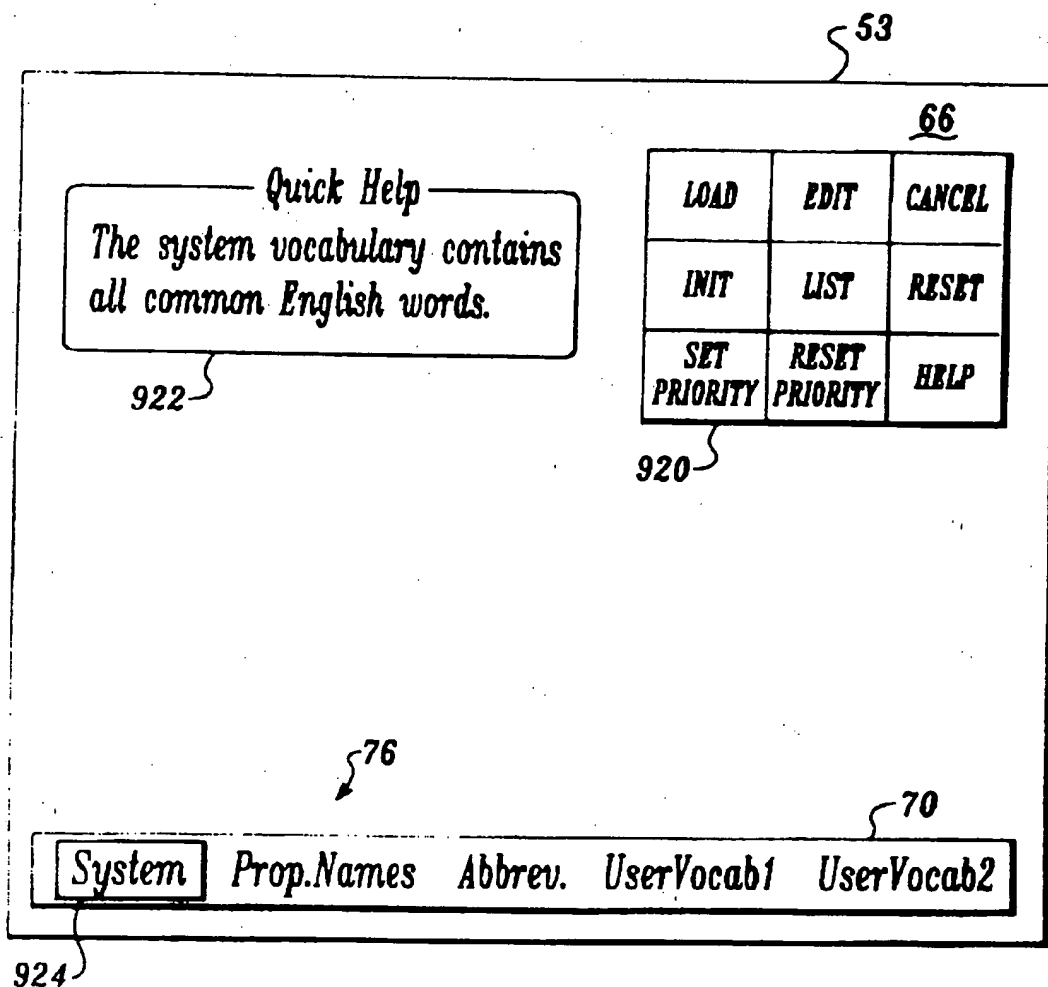 53
66
Quick Help
The system vocabulary contains
all common English words.
922
LOAD EDIT CANCEL
INIT LIST RESET
SET PRIORITY RESET PRIORITY HELP
920
76
70
System Prop.Names Abbrev. UserVocab1 UserVocab2
924